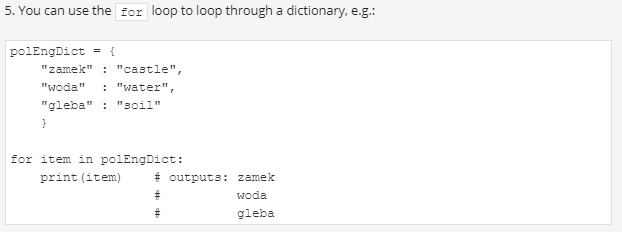 5. You can use the for loop to loop through a dictionary, e.g.:
polEngDict = {
    "zamek" : "castle",
    "woda"  : "water",
    "gleba" : "soil"
    }

for item in polEngDict:
    print(item)    # outputs: zamek
                   #          woda
                   #          gleba